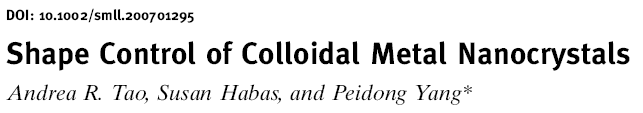 DOI: 10.1002/smll.200701295
Shape Control of Colloidal Metal Nanocrystals
Andrea R. Tao, Susan Habas, and Peidong Yang*